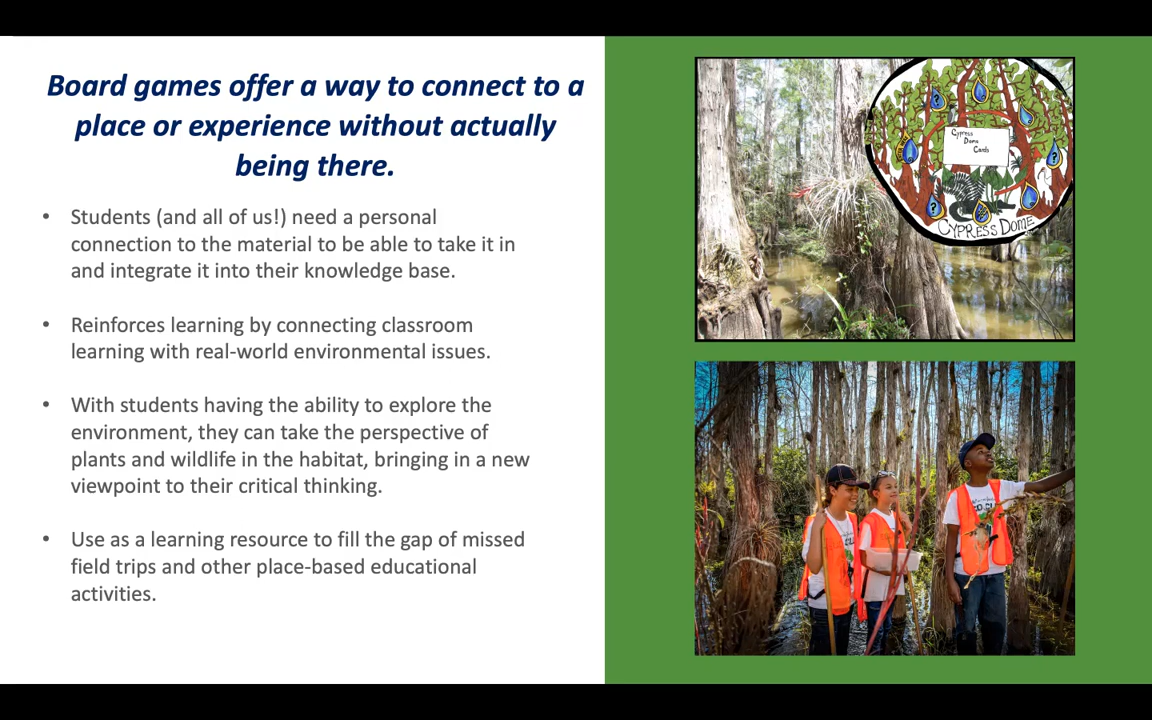 Board games offer a way to connect to a
place or experience without actually
being there.
• Students (and all of us!) need a personal
connection to the material to be able to take it in
and integrate it into their knowledge base.
• Reinforces learning by connecting classroom
learning with real-world environmental issues.
• With students having the ability to explore the
environment, they can take the perspective of
plants and wildlife in the habitat, bringing in a new
viewpoint to their critical thinking.
• Use as a learning resource to fill the gap of missed
field trips and other place-based educational
activities.
Cypress
Dome
Cards
?
?
?
CYPRESS DOME